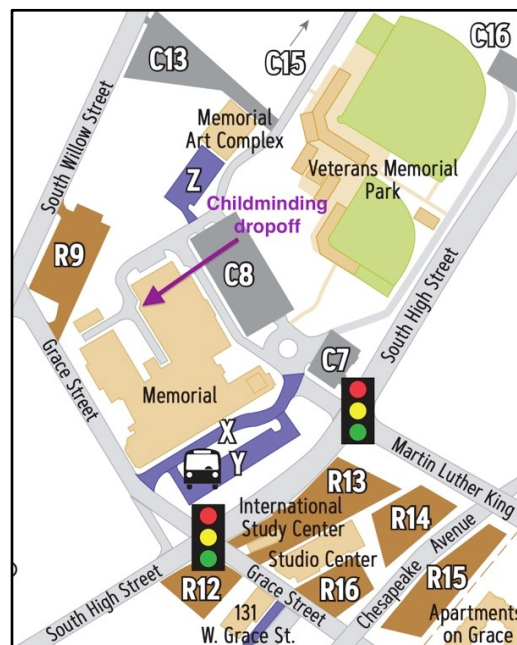 C13
C15
C16
South Willow Street
Memorial
Art Complex
Veterans Memorial
Park
Z
Childminding
dropoff
R9
C8
South High Street
C7
Grace Street
Memorial
X
Y
Martin Luther King
R13
International
Study Center
R14
Studio Center
Chesapeake Avenue
R12
R16
R15
South High Street
Grace Street
131
W. Grace St.
Apartments
on Grace